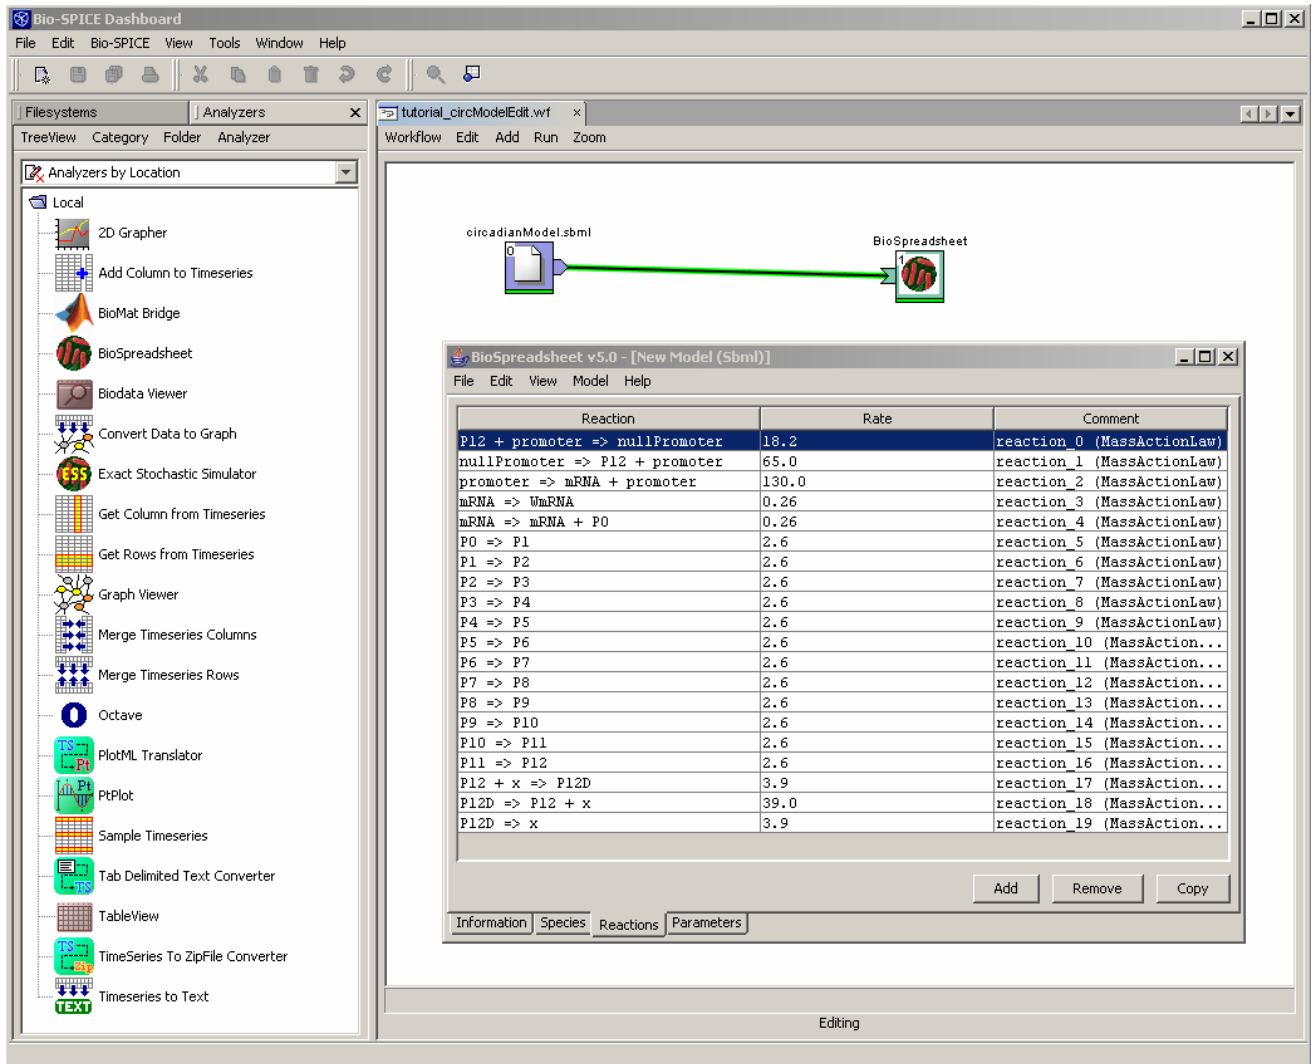 Bio-SPICE Dashboard
File Edit Bio-SPICE View Tools Window Help
Filesystems Analyzers
TreeView Category Folder Analyzer
Analyzers by Location
Local
2D Grapher
Add Column to Timeseries
BioMat Bridge
BioSpreadsheet
Biodata Viewer
Convert Data to Graph
ESS Exact Stochastic Simulator
Get Column from Timeseries
Get Rows from Timeseries
Graph Viewer
Merge Timeseries Columns
Merge Timeseries Rows
Octave
TS Pt PlotML Translator
Pt PtPlot
Sample Timeseries
TS Tab Delimited Text Converter
TableView
TS Zip TimeSeries To ZipFile Converter
TEXT Timeseries to Text
tutorial_circModelEdit.wf
Workflow Edit Add Run Zoom
circadianModel.sbml
0
BioSpreadsheet
1
BioSpreadsheet v5.0 - [New Model (Sbml)]
File Edit View Model Help
Reaction Rate Comment
P12 + promoter => nullPromoter 18.2 reaction_0 (MassActionLaw)
nullPromoter => P12 + promoter 65.0 reaction_1 (MassActionLaw)
promoter => mRNA + promoter 130.0 reaction_2 (MassActionLaw)
mRNA => WmRNA 0.26 reaction_3 (MassActionLaw)
mRNA => mRNA + P0 0.26 reaction_4 (MassActionLaw)
P0 => P1 2.6 reaction_5 (MassActionLaw)
P1 => P2 2.6 reaction_6 (MassActionLaw)
P2 => P3 2.6 reaction_7 (MassActionLaw)
P3 => P4 2.6 reaction_8 (MassActionLaw)
P4 => P5 2.6 reaction_9 (MassActionLaw)
P5 => P6 2.6 reaction_10 (MassAction...
P6 => P7 2.6 reaction_11 (MassAction...
P7 => P8 2.6 reaction_12 (MassAction...
P8 => P9 2.6 reaction_13 (MassAction...
P9 => P10 2.6 reaction_14 (MassAction...
P10 => P11 2.6 reaction_15 (MassAction...
P11 => P12 2.6 reaction_16 (MassAction...
P12 + x => P12D 3.9 reaction_17 (MassAction...
P12D => P12 + x 39.0 reaction_18 (MassAction...
P12D => x 3.9 reaction_19 (MassAction...
Add Remove Copy
Information Species Reactions Parameters
Editing